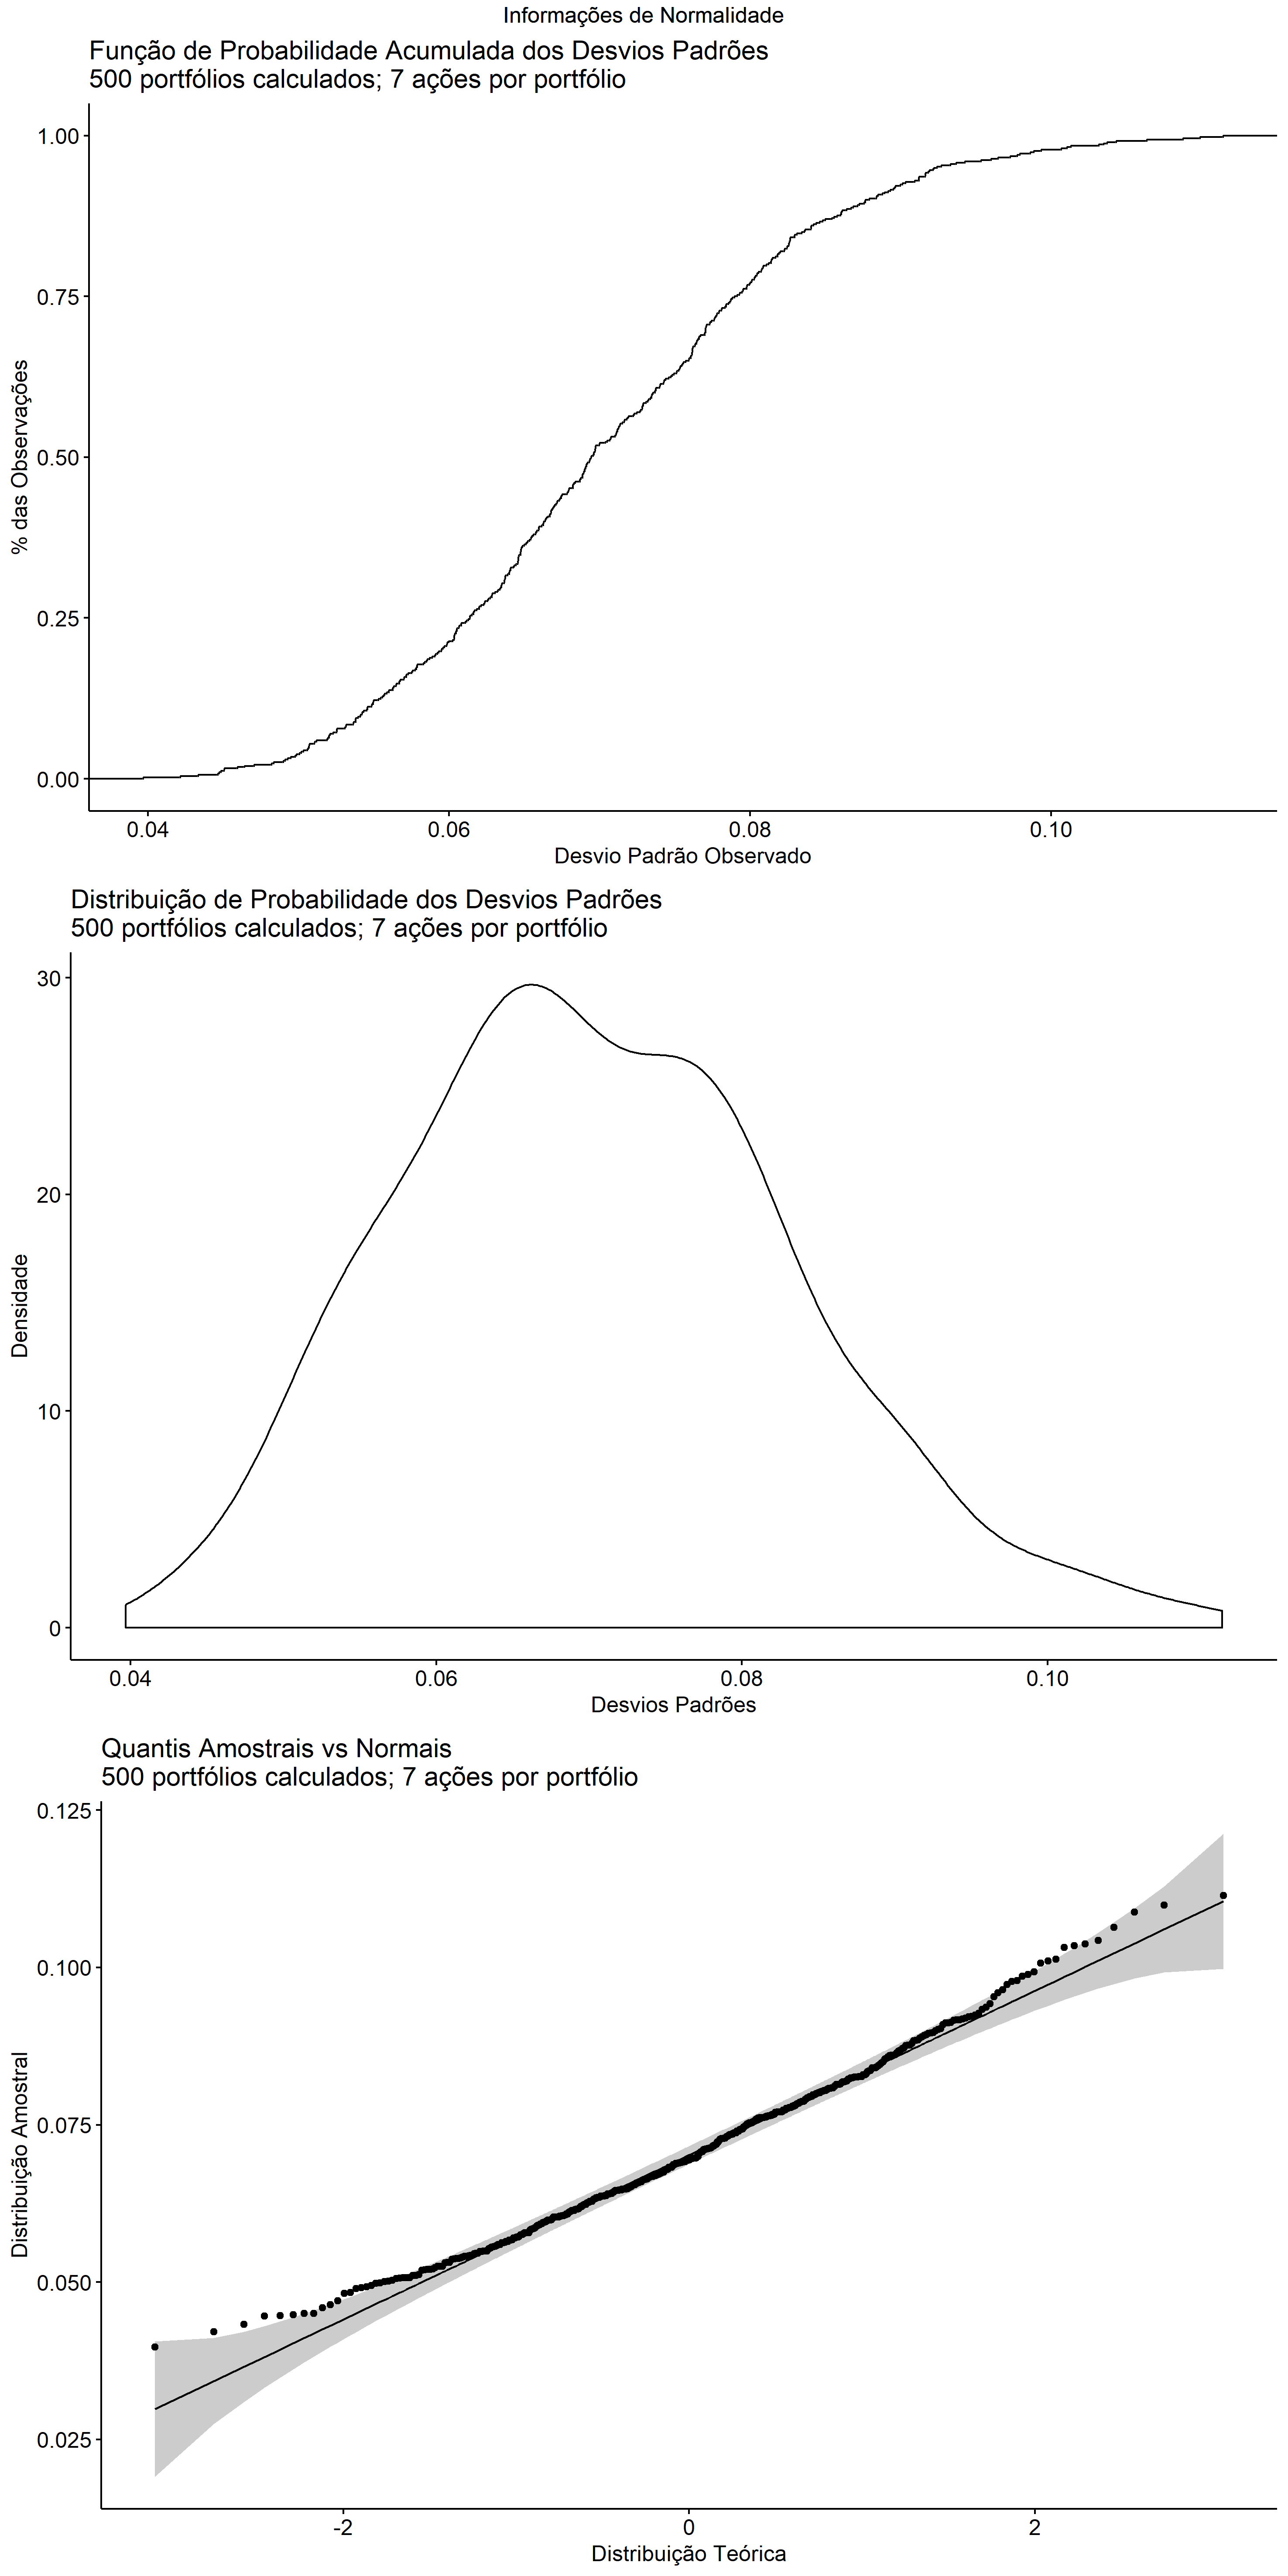 Informações de Normalidade
Função de Probabilidade Acumulada dos Desvios Padrões
500 portfólios calculados; 7 ações por portfólio
1.00
0.75
0.50
0.25
0.00
% das Observações
0.04 0.06 0.08 0.10
Desvio Padrão Observado
Distribuição de Probabilidade dos Desvios Padrões
500 portfólios calculados; 7 ações por portfólio
30
20
10
0
Densidade
0.04 0.06 0.08 0.10
Desvios Padrões
Quantis Amostrais vs Normais
500 portfólios calculados; 7 ações por portfólio
0.125
0.100
0.075
0.050
0.025
Distribuição Amostral
-2 0 2
Distribuição Teórica